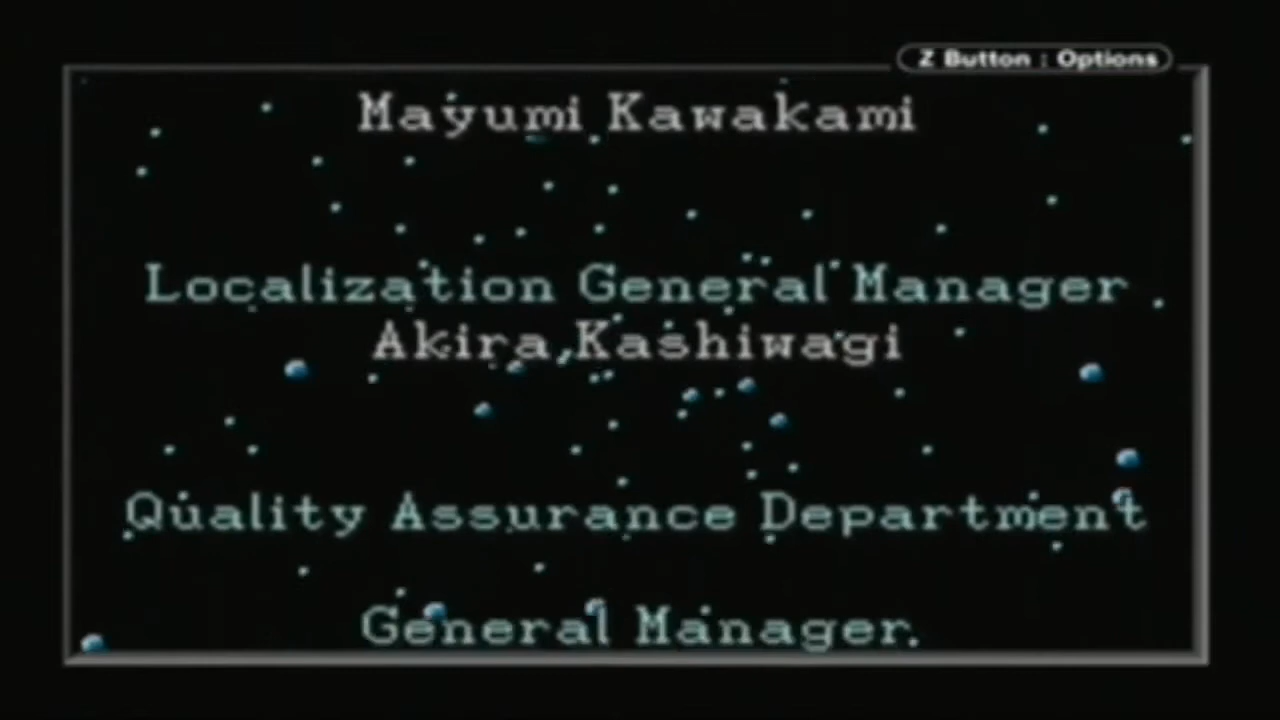 Z Button : Options
Mayumi Kawakami
Localization General Manager
Akira Kashiwagi
Quality Assurance Department
General Manager